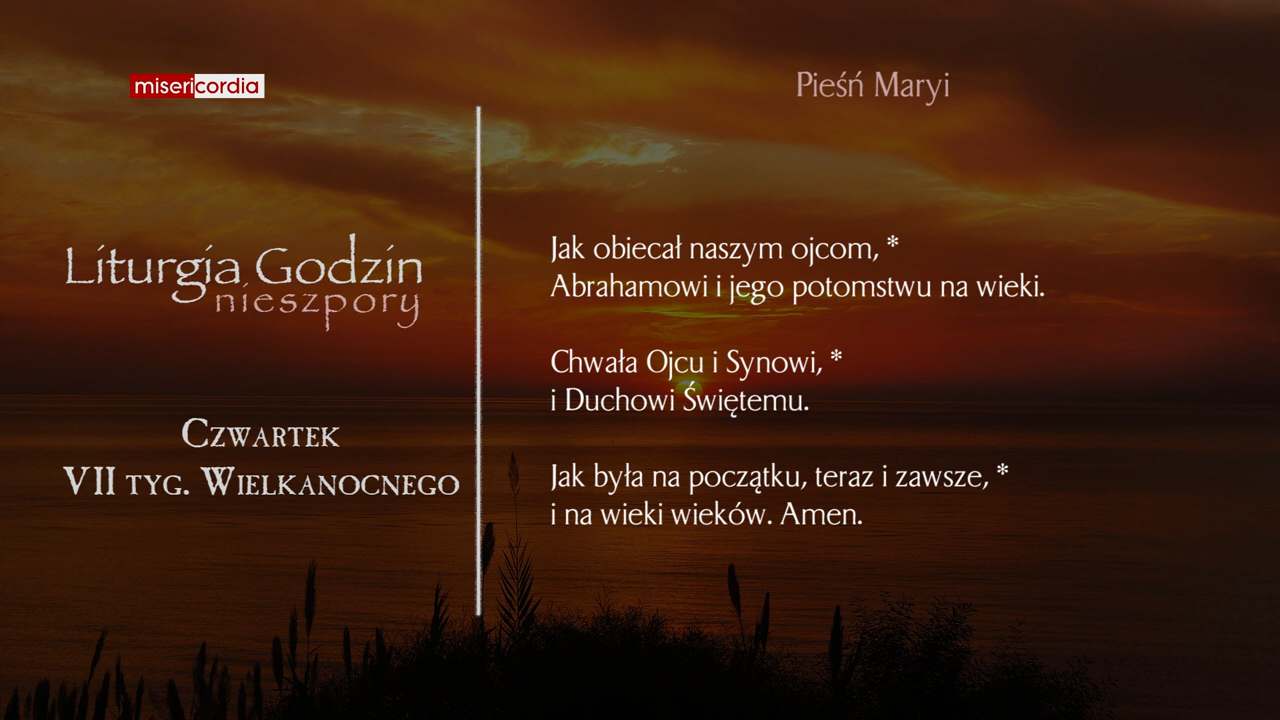 misericordia
Pieśń Maryi
Liturgia Godzin
nieszpory
Czwartek
VII tyg. Wielkanocnego
Jak obiecał naszym ojcom, *
Abrahamowi i jego potomstwu na wieki.
Chwała Ojcu i Synowi, *
i Duchowi Świętemu.
Jak była na początku, teraz i zawsze, *
i na wieki wieków. Amen.